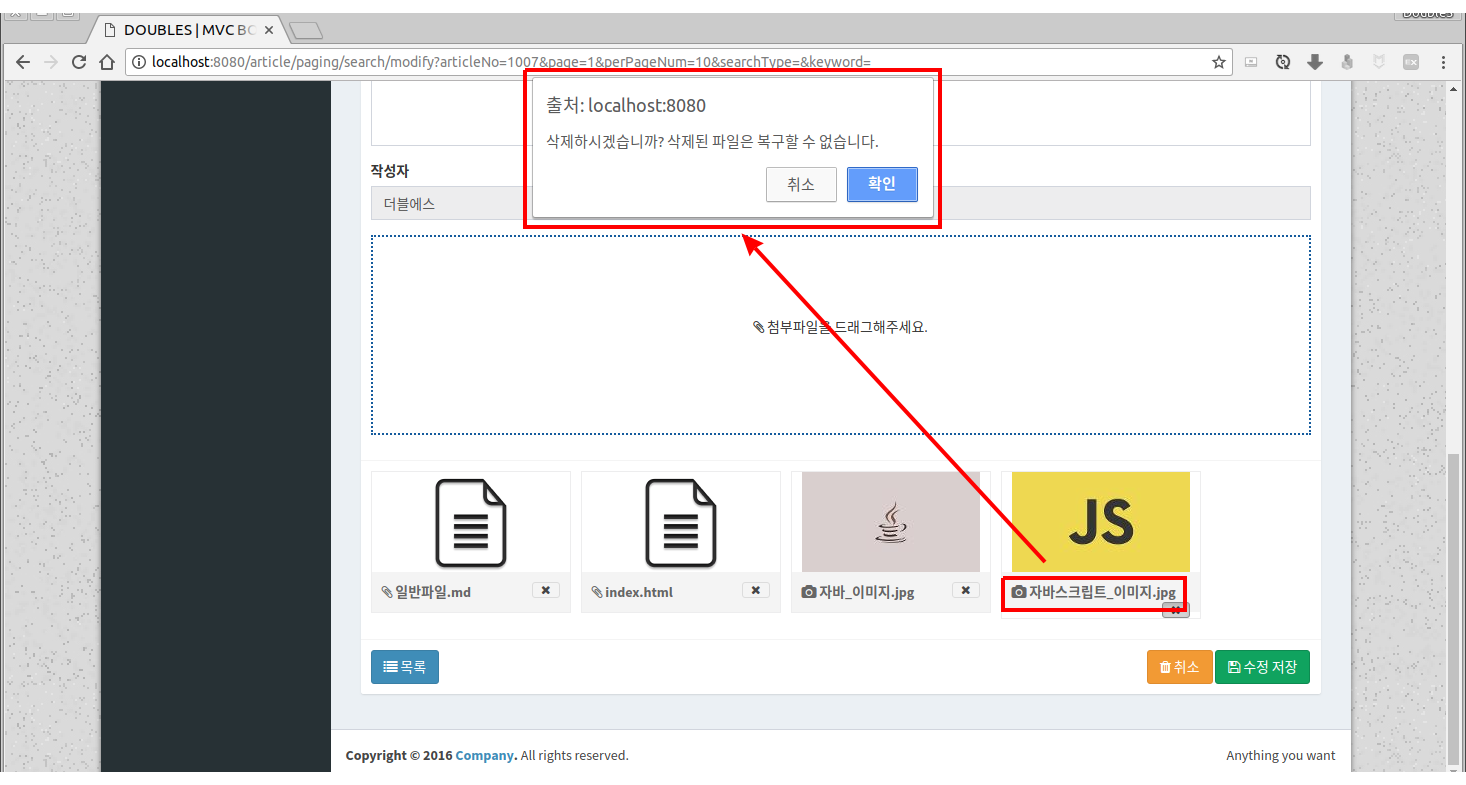 DOUBLES | MVC BO
Doubles
localhost:8080/article/paging/search/modify?articleNo=1007&page=1&perPageNum=10&searchType=&keyword=
출처: localhost:8080
삭제하시겠습니까? 삭제된 파일은 복구할 수 없습니다.
취소
확인
작성자
더블에스
첨부파일을 드래그해주세요.
JS
일반파일.md
index.html
자바_이미지.jpg
자바스크립트_이미지.jpg
목록
취소
수정 저장
Copyright © 2016 Company. All rights reserved.
Anything you want